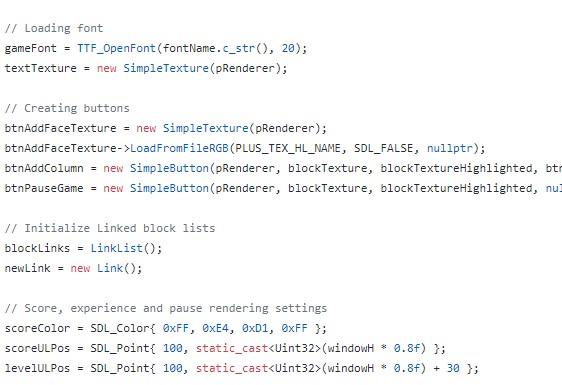 // Loading font
gameFont = TTF_OpenFont(fontName.c_str(), 20);
textTexture = new SimpleTexture(pRenderer);
// Creating buttons
btnAddFaceTexture = new SimpleTexture(pRenderer);
btnAddFaceTexture->LoadFromFileRGB(PLUS_TEX_HL_NAME, SDL_FALSE, nullptr);
btnAddColumn = new SimpleButton(pRenderer, blockTexture, blockTextureHighlighted, btn
btnPauseGame = new SimpleButton(pRenderer, blockTexture, blockTextureHighlighted, nul
// Initialize Linked block lists
blockLinks = LinkList();
newLink = new Link();
// Score, experience and pause rendering settings
scoreColor = SDL_Color{ 0xFF, 0xE4, 0xD1, 0xFF };
scoreULPos = SDL_Point{ 100, static_cast<Uint32>(windowH * 0.8f) };
levelULPos = SDL_Point{ 100, static_cast<Uint32>(windowH * 0.8f) + 30 };